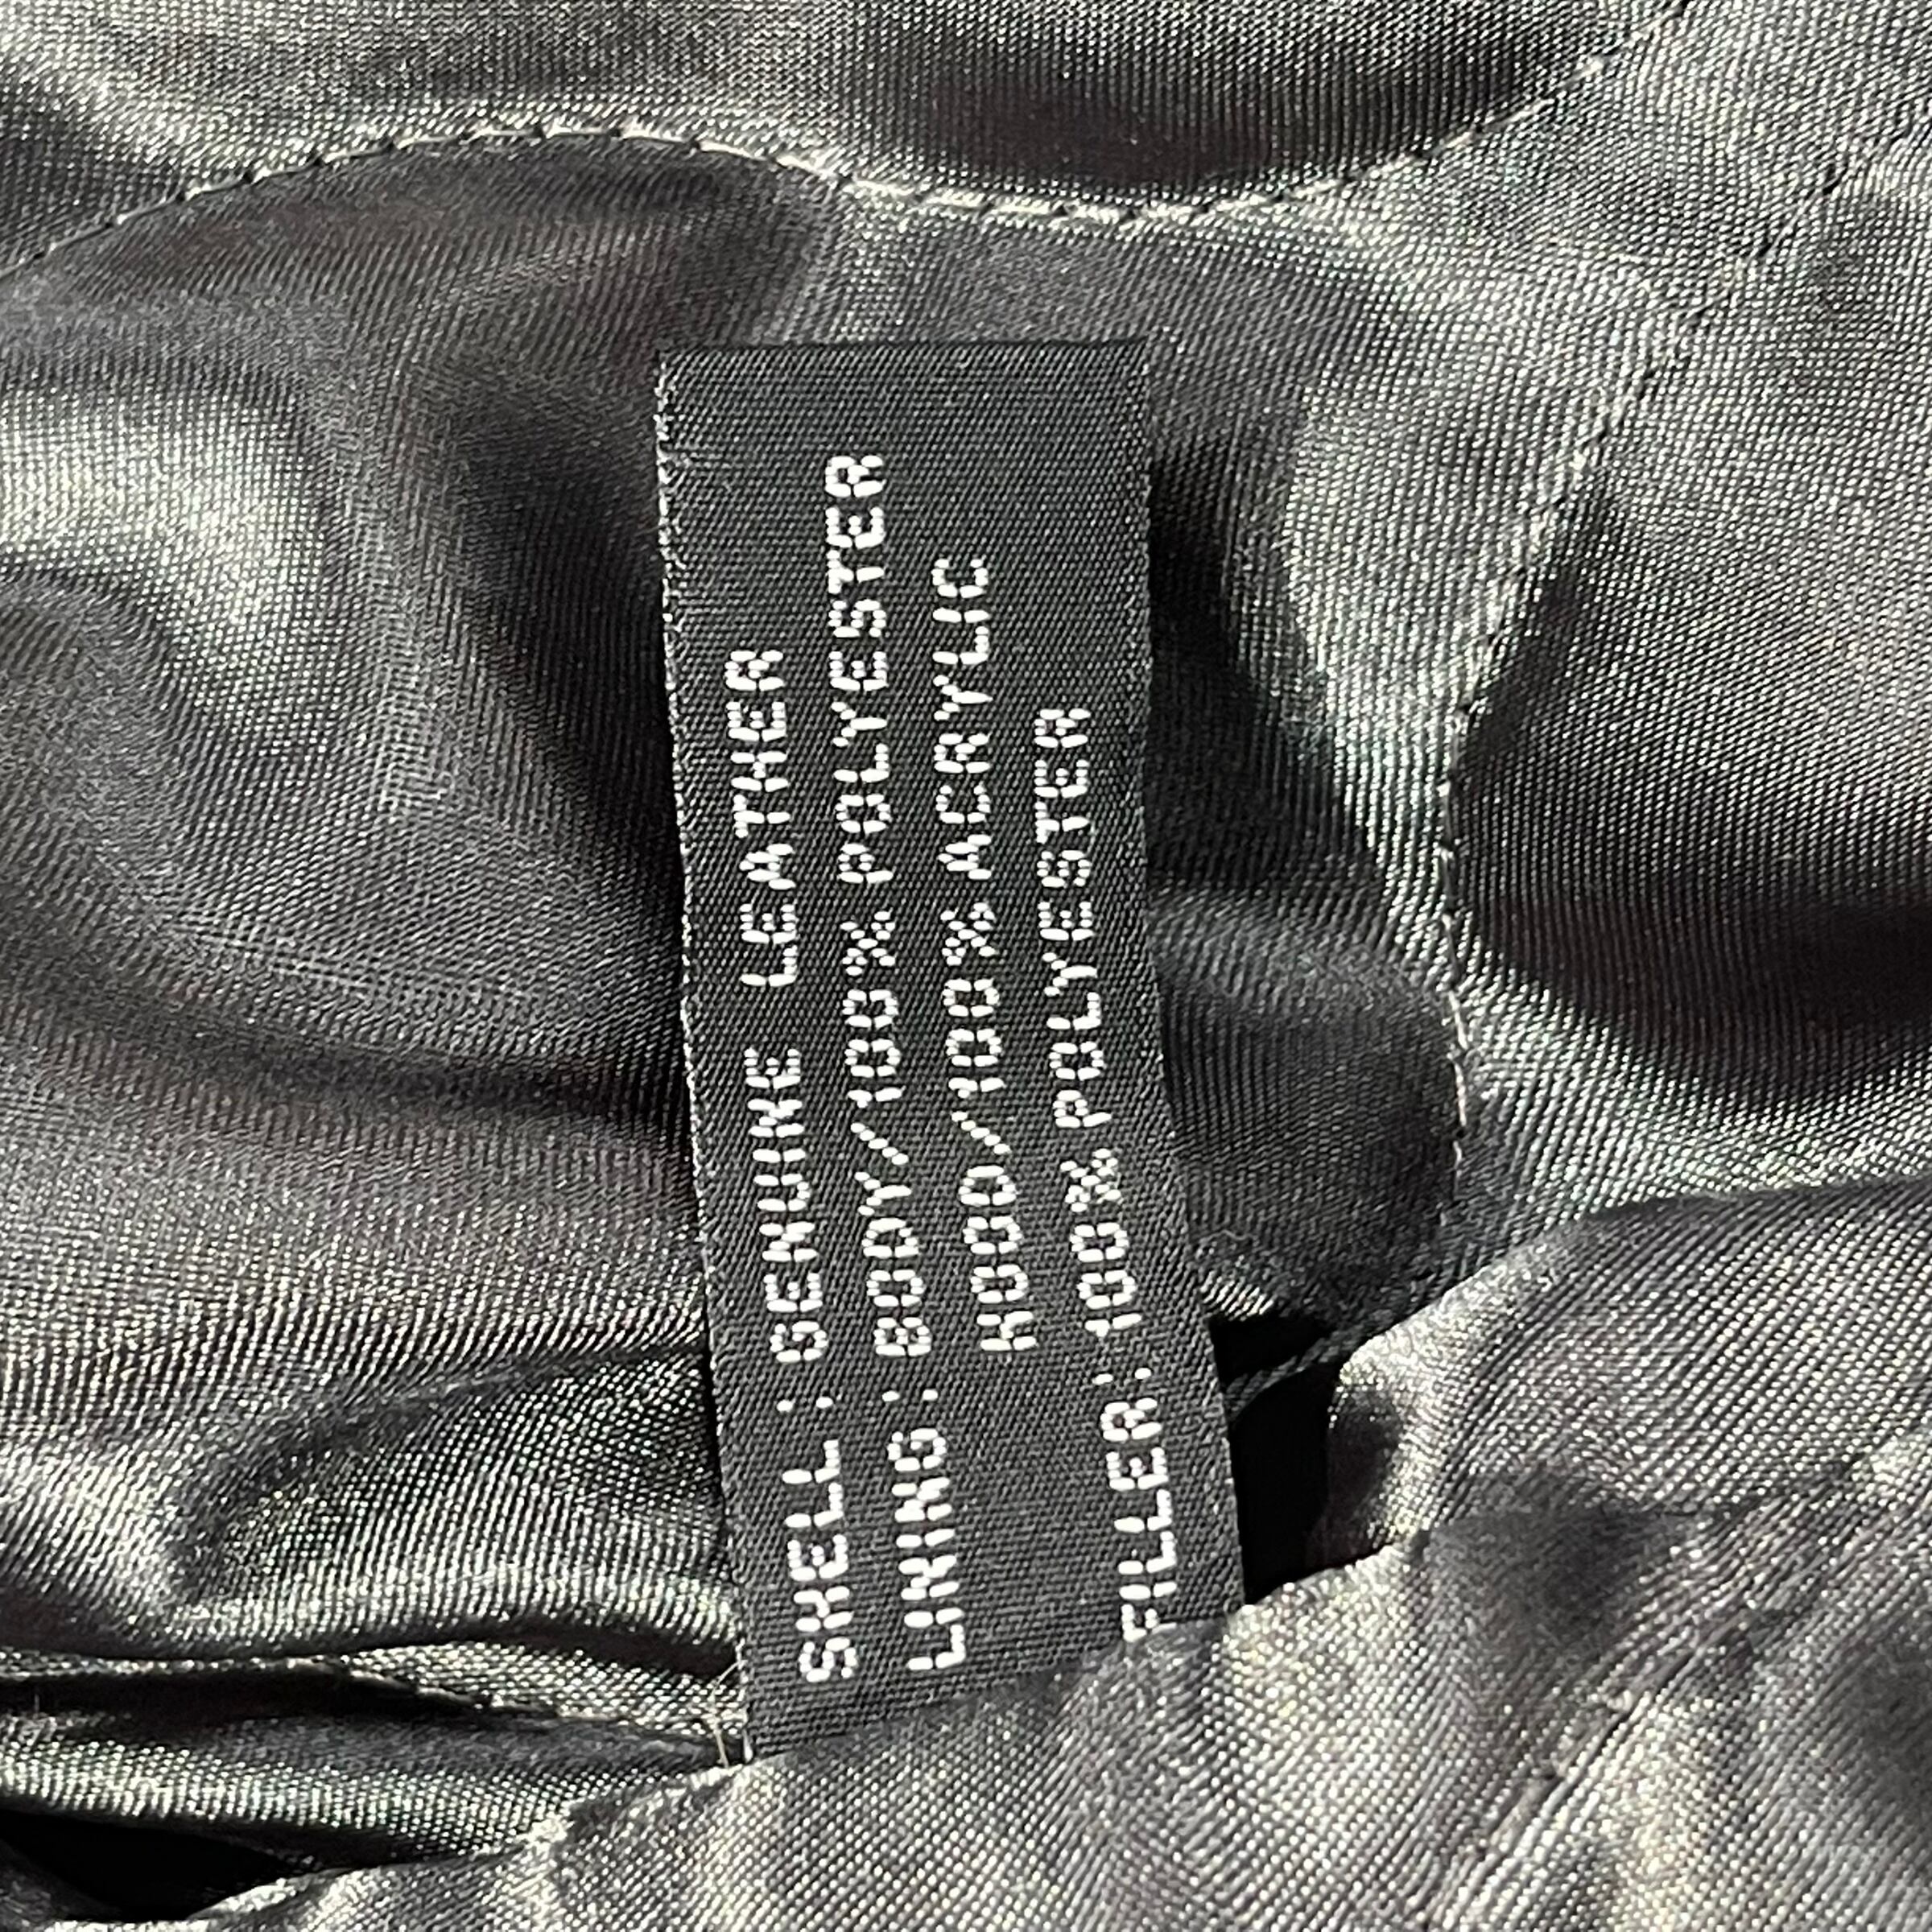 SHELL : GENUINE LEATHER
LINING: BODY/100% POLYESTER
HOOD/100% ACRYLIC
FILLER: 100% POLYESTER